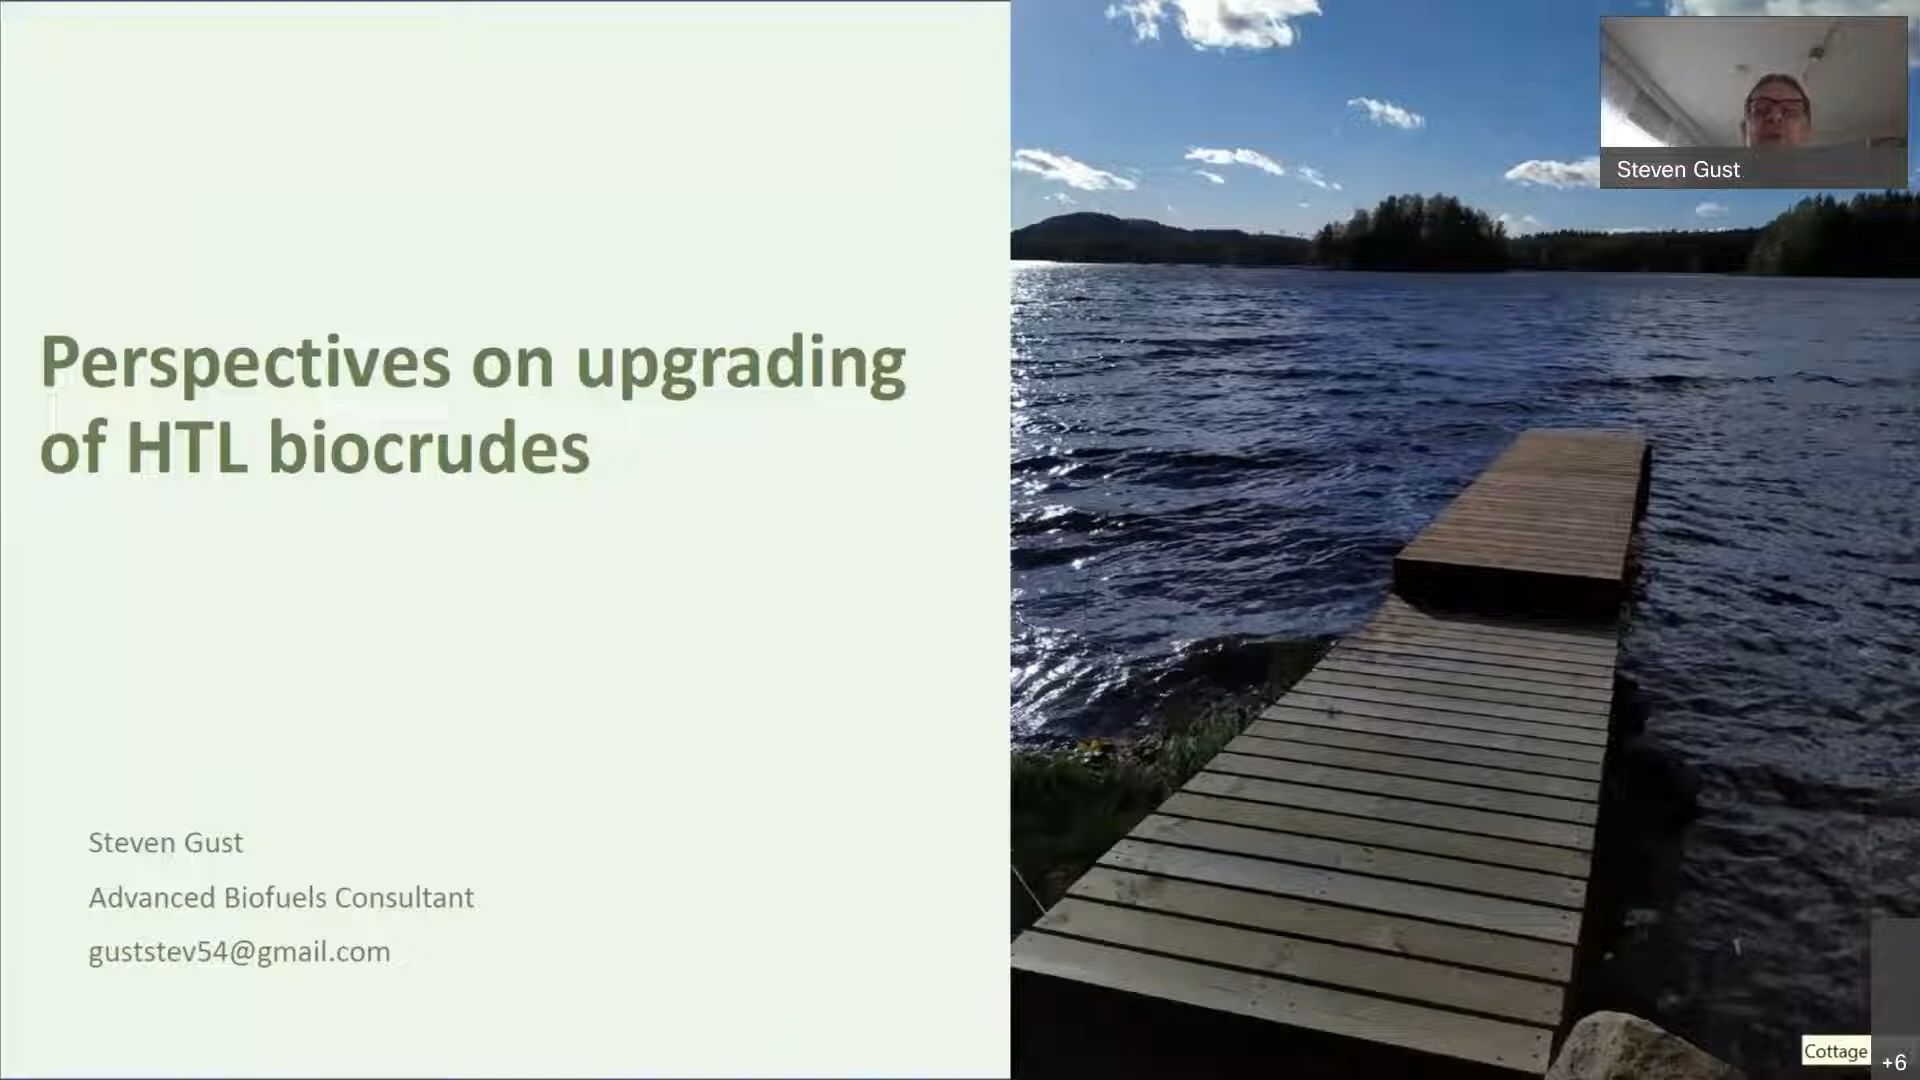 Steven Gust
Perspectives on upgrading
of HTL biocrudes
Steven Gust
Advanced Biofuels Consultant
guststev54@gmail.com
Cottage
+6